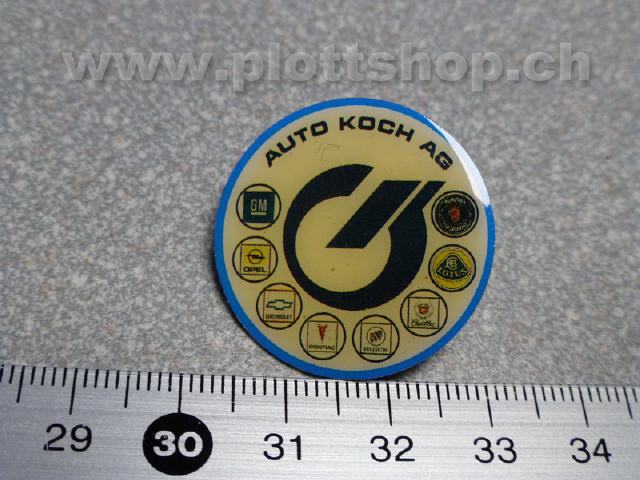 www.plottshop.ch
AUTO KOCH AG
GM
OPEL
CHEVROLET
PONTIAC
BUICK
Cadillac
LOTUS
29 30 31 32 33 34